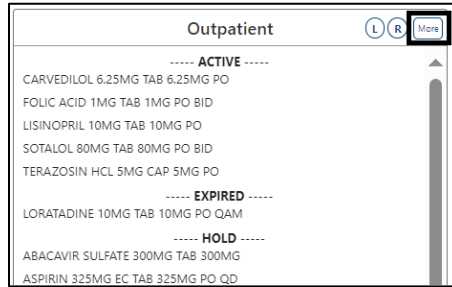 Outpatient L R More
----- ACTIVE -----
CARVEDILOL 6.25MG TAB 6.25MG PO
FOLIC ACID 1MG TAB 1MG PO BID
LISINOPRIL 10MG TAB 10MG PO
SOTALOL 80MG TAB 80MG PO BID
TERAZOSIN HCL 5MG CAP 5MG PO
----- EXPIRED -----
LORATADINE 10MG TAB 10MG PO QAM
----- HOLD -----
ABACAVIR SULFATE 300MG TAB 300MG
ASPIRIN 325MG EC TAB 325MG PO QD